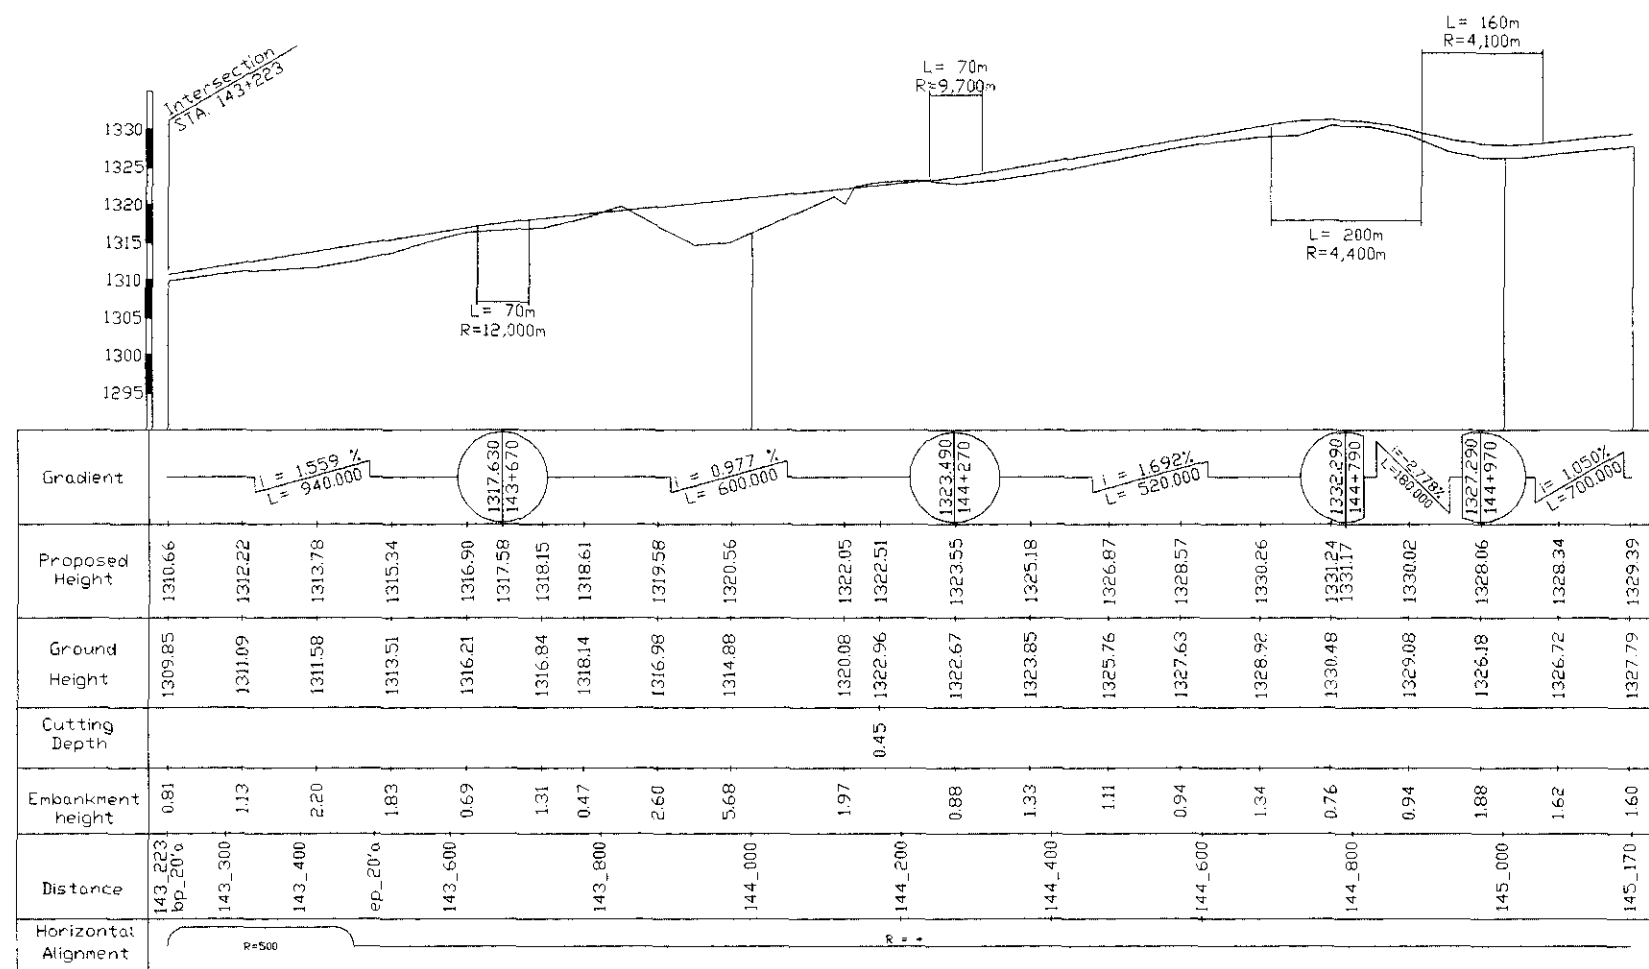 Intersection
STA. 143+223
L= 160m
R=4,100m
L= 70m
R=9,700m
L= 200m
R=4,400m
L= 70m
R=12,000m
1330
1325
1320
1315
1310
1305
1300
1295
Gradient
i = 1.559 %
L= 940.000
1317.630
143+670
i = 0.977 %
L= 600.000
1323.490
144+270
i = 1.692%
L= 520.000
1332.290
144+790
i=-2.778%
L=180.000
1327.290
144+970
i= 1.050%
L=700.000
Proposed
Height
1310.66 1312.22 1313.78 1315.34 1316.90 1317.58 1318.15 1318.61 1319.58 1320.56 1322.05 1322.51 1323.55 1325.18 1326.87 1328.57 1330.26 1331.24 1331.17 1330.02 1328.06 1328.34 1329.39
Ground
Height
1309.85 1311.09 1311.58 1313.51 1316.21 1316.84 1318.14 1316.98 1314.88 1320.08 1322.96 1322.67 1323.85 1325.76 1327.63 1328.92 1330.48 1329.08 1326.18 1326.72 1327.79
Cutting
Depth
0.45
Embankment
height
0.81 1.13 2.20 1.83 0.69 1.31 0.47 2.60 5.68 1.97 0.88 1.33 1.11 0.94 1.34 0.76 0.94 1.88 1.62 1.60
Distance
143_223
bp_20'a
143_300
143_400
ep_20'a
143_600
143_800
144_000
144_200
144_400
144_600
144_800
145_000
145_170
Horizontal
Alignment
R=500
R =